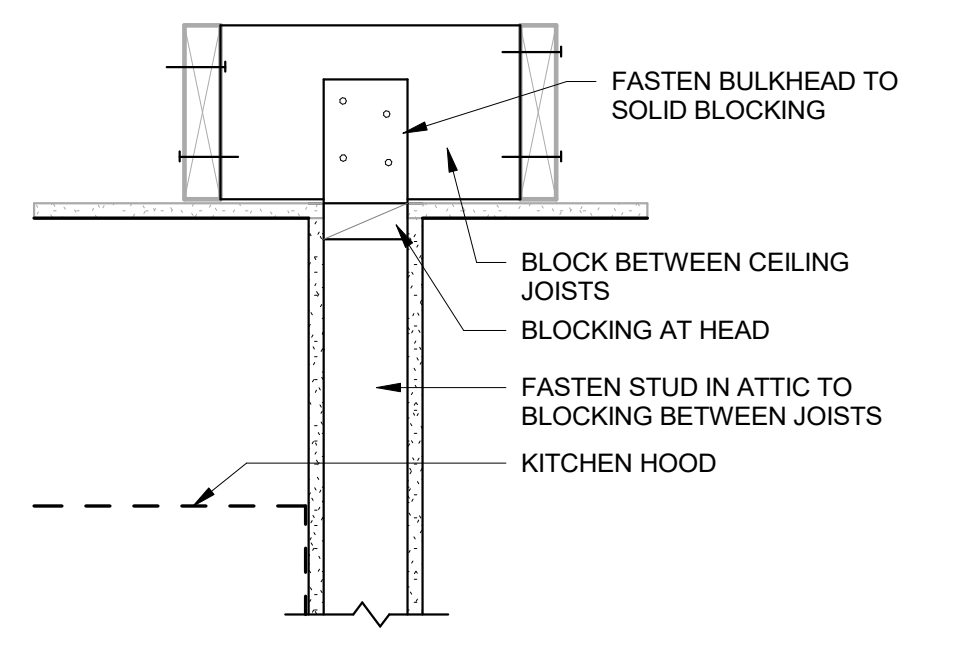 FASTEN BULKHEAD TO
SOLID BLOCKING
BLOCK BETWEEN CEILING
JOISTS
BLOCKING AT HEAD
FASTEN STUD IN ATTIC TO
BLOCKING BETWEEN JOISTS
KITCHEN HOOD